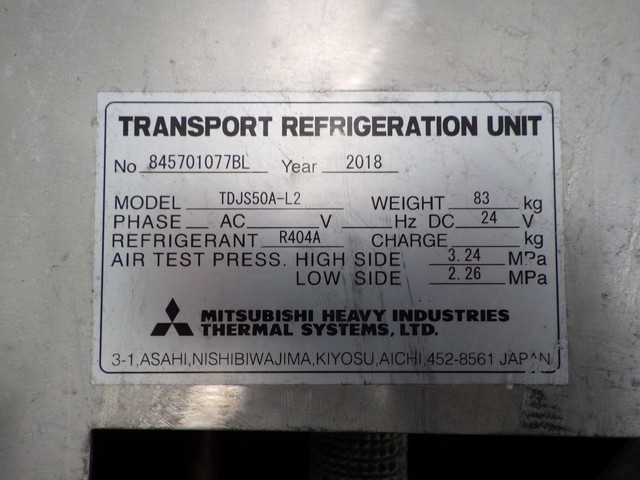 TRANSPORT REFRIGERATION UNIT
No 845701077BL Year 2018
MODEL TDJS50A-L2 WEIGHT 83 kg
PHASE AC V Hz DC 24 V
REFRIGERANT R404A CHARGE kg
AIR TEST PRESS. HIGH SIDE 3.24 MPa
LOW SIDE 2.26 MPa
MITSUBISHI HEAVY INDUSTRIES
THERMAL SYSTEMS, LTD.
3-1,ASAHI,NISHIBIWAJIMA,KIYOSU,AICHI,452-8561 JAPAN